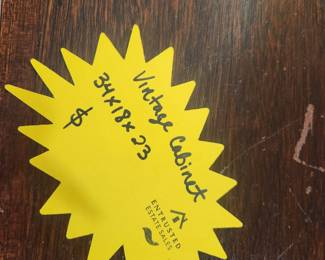 Vintage Cabinet
34x18x23
$
ENTRUSTED
ESTATE SALES